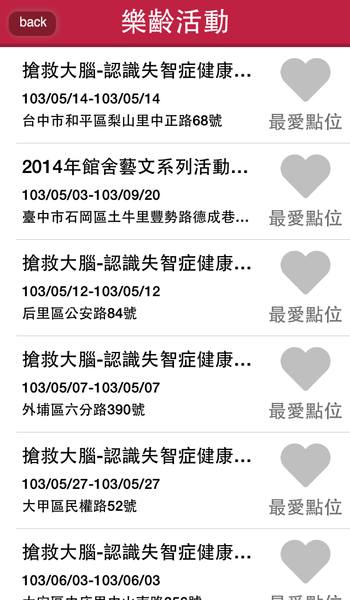 back
樂齡活動
搶救大腦-認識失智症健康...
103/05/14-103/05/14
台中市和平區梨山里中正路68號
最愛點位
2014年館舍藝文系列活動...
103/05/03-103/09/20
臺中市石岡區土牛里豐勢路德成巷...
最愛點位
搶救大腦-認識失智症健康...
103/05/12-103/05/12
后里區公安路84號
最愛點位
搶救大腦-認識失智症健康...
103/05/07-103/05/07
外埔區六分路390號
最愛點位
搶救大腦-認識失智症健康...
103/05/27-103/05/27
大甲區民權路52號
最愛點位
搶救大腦-認識失智症健康...
103/06/03-103/06/03